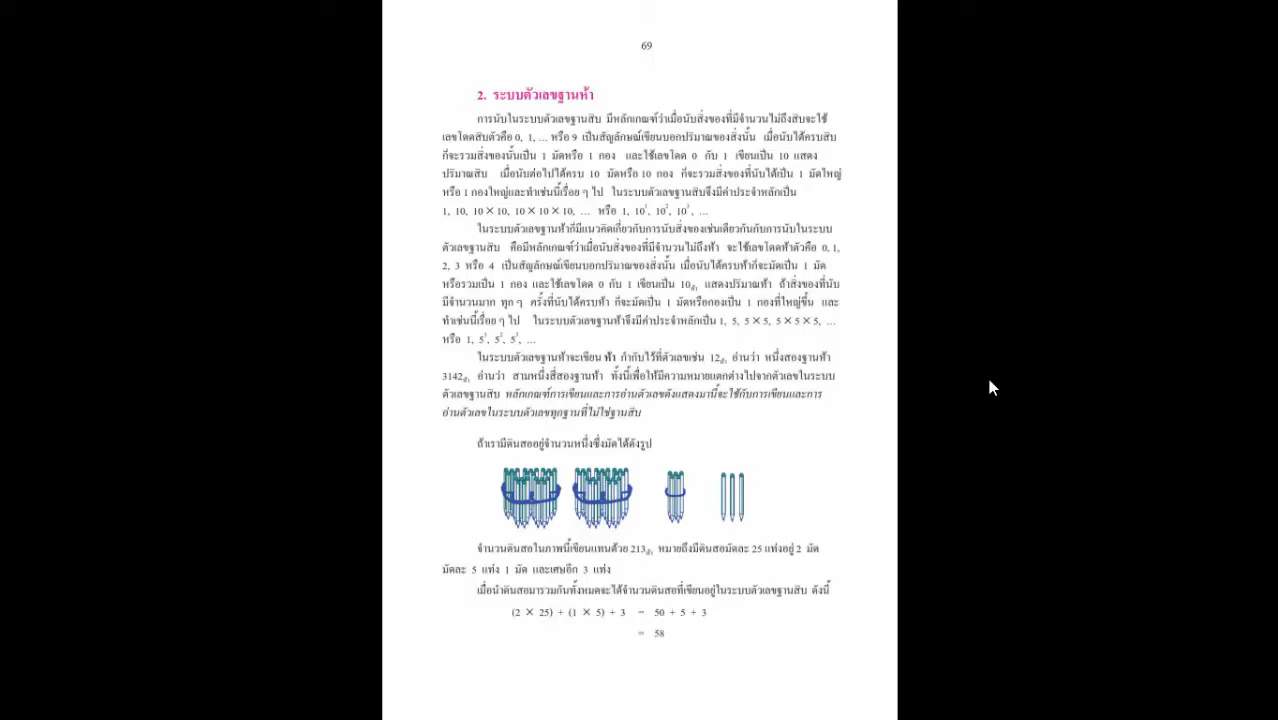 69
2. ระบบตัวเลขฐานห้า
การนับในระบบตัวเลขฐานสิบ มีหลักเกณฑ์ว่าเมื่อนับสิ่งของที่มีจำนวนไม่ถึงสิบจะใช้
เลขโดดสิบตัวคือ 0, 1, … หรือ 9 เป็นสัญลักษณ์เขียนบอกปริมาณของสิ่งนั้น เมื่อนับได้ครบสิบ
ก็จะรวมสิ่งของนั้นเป็น 1 มัดหรือ 1 กอง และใช้เลขโดด 0 กับ 1 เขียนเป็น 10 แสดง
ปริมาณสิบ เมื่อนับต่อไปได้ครบ 10 มัดหรือ 10 กอง ก็จะรวมสิ่งของที่นับได้เป็น 1 มัดใหญ่
หรือ 1 กองใหญ่และทำเช่นนี้เรื่อย ๆ ไป ในระบบตัวเลขฐานสิบจึงมีค่าประจำหลักเป็น
1, 10, 10 × 10, 10 × 10 × 10, … หรือ 1, 10¹, 10², 10³, …
ในระบบตัวเลขฐานห้าก็มีแนวคิดเกี่ยวกับการนับสิ่งของเช่นเดียวกันกับการนับในระบบ
ตัวเลขฐานสิบ คือมีหลักเกณฑ์ว่าเมื่อนับสิ่งของที่มีจำนวนไม่ถึงห้า จะใช้เลขโดดห้าตัวคือ 0, 1,
2, 3 หรือ 4 เป็นสัญลักษณ์เขียนบอกปริมาณของสิ่งนั้น เมื่อนับได้ครบห้าก็จะมัดเป็น 1 มัด
หรือรวมเป็น 1 กอง และใช้เลขโดด 0 กับ 1 เขียนเป็น 10ห้า แสดงปริมาณห้า ถ้าสิ่งของที่นับ
มีจำนวนมาก ทุก ๆ ครั้งที่นับได้ครบห้า ก็จะมัดเป็น 1 มัดหรือกองเป็น 1 กองที่ใหญ่ขึ้น และ
ทำเช่นนี้เรื่อย ๆ ไป ในระบบตัวเลขฐานห้าจึงมีค่าประจำหลักเป็น 1, 5, 5 × 5, 5 × 5 × 5, …
หรือ 1, 5¹, 5², 5³, …
ในระบบตัวเลขฐานห้าจะเขียน ห้า กำกับไว้ที่ตัวเลขเช่น 12ห้า อ่านว่า หนึ่งสองฐานห้า
3142ห้า อ่านว่า สามหนึ่งสี่สองฐานห้า ทั้งนี้เพื่อให้มีความหมายแตกต่างไปจากตัวเลขในระบบ
ตัวเลขฐานสิบ หลักเกณฑ์การเขียนและการอ่านตัวเลขดังแสดงมานี้จะใช้กับการเขียนและการ
อ่านตัวเลขในระบบตัวเลขทุกฐานที่ไม่ใช่ฐานสิบ
ถ้าเรามีดินสออยู่จำนวนหนึ่งซึ่งมัดได้ดังรูป
จำนวนดินสอในภาพนี้เขียนแทนด้วย 213ห้า หมายถึงมีดินสอมัดละ 25 แท่งอยู่ 2 มัด
มัดละ 5 แท่ง 1 มัด และเศษอีก 3 แท่ง
เมื่อนำดินสอมารวมกันทั้งหมดจะได้จำนวนดินสอที่เขียนอยู่ในระบบตัวเลขฐานสิบ ดังนี้
(2 × 25) + (1 × 5) + 3 = 50 + 5 + 3
= 58